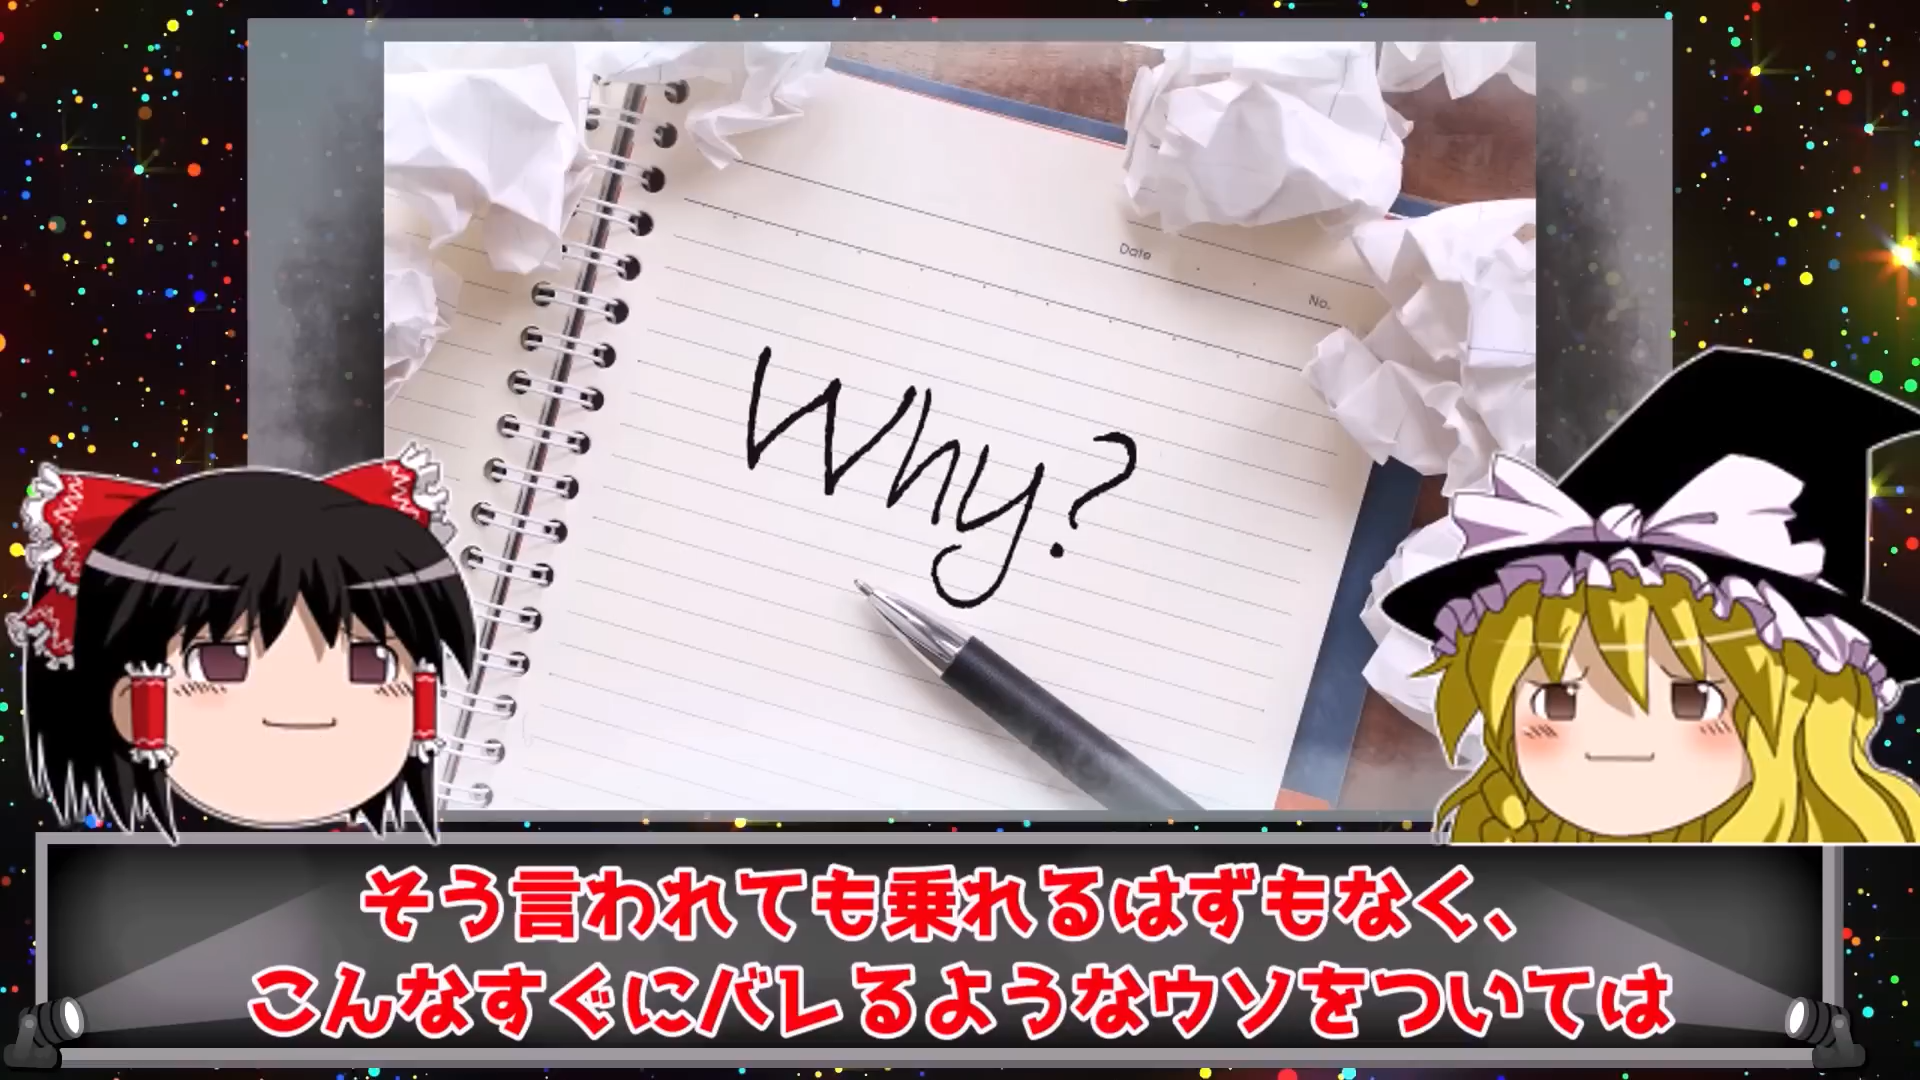 Date
No.
Why?
そう言われても乗れるはずもなく、
こんなすぐにバレるようなウソをついては